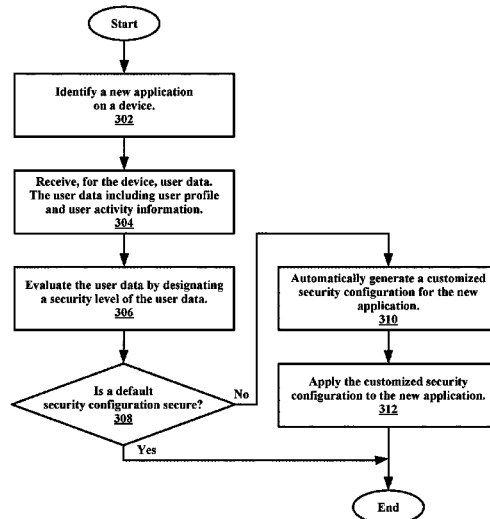 Start
Identify a new application
on a device.
302
Receive, for the device, user data.
The user data including user profile
and user activity information.
304
Evaluate the user data by designating
a security level of the user data.
306
Is a default
security configuration secure?
308
No
Yes
Automatically generate a customized
security configuration for the new
application.
310
Apply the customized security
configuration to the new application.
312
End